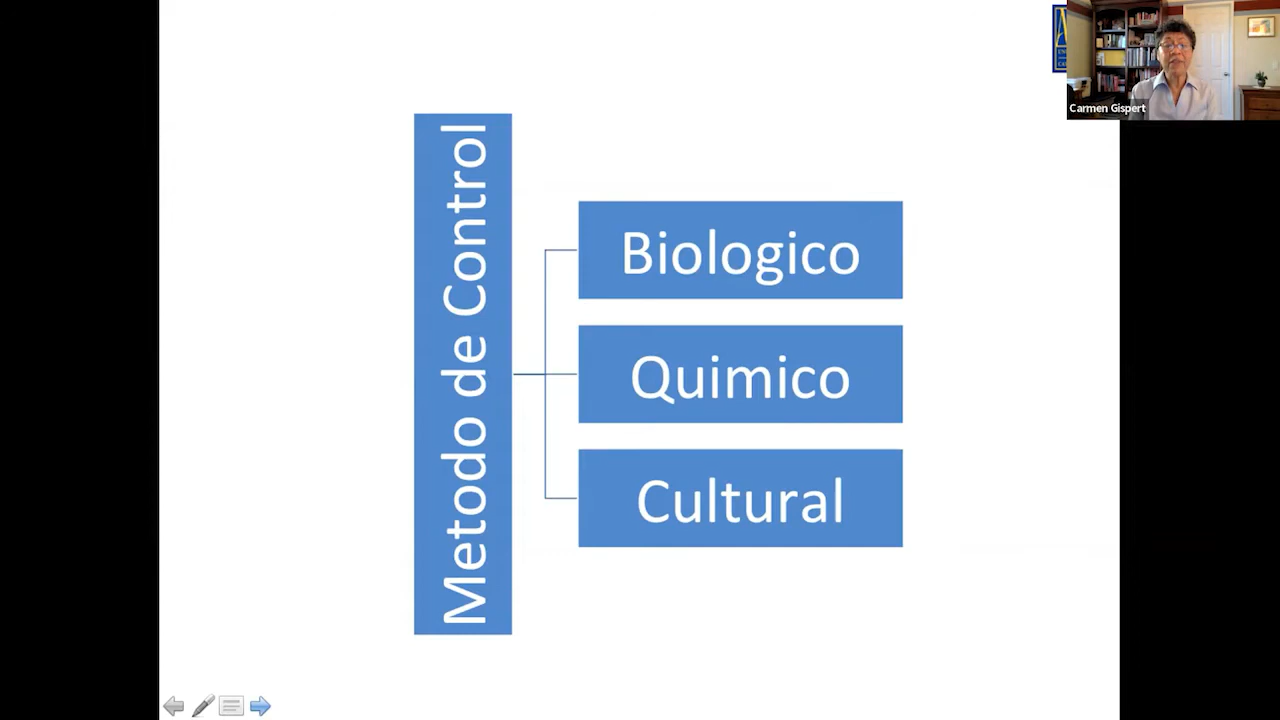 Metodo de Control
Biologico
Quimico
Cultural
Carmen Gispert